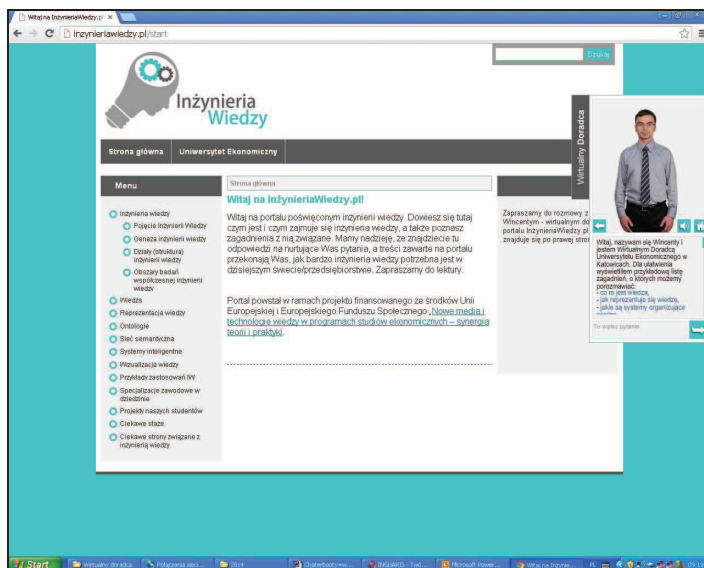 Witaj na InżynieriaWiedzy.p
inzynieriawiedzy.pl/start
Szukaj
Inżynieria
Wiedzy
Strona główna
Uniwersytet Ekonomiczny
Menu
Inżynieria wiedzy
Pojęcie Inżynierii Wiedzy
Geneza inżynierii wiedzy
Działy (struktura)
inżynierii wiedzy
Obszary badań
współczesnej inżynierii
wiedzy
Wiedza
Reprezentacja wiedzy
Ontologie
Sieć semantyczna
Systemy inteligentne
Wizualizacja wiedzy
Przykłady zastosowań IW
Specjalizacje zawodowe w
dziedzinie
Projekty naszych studentów
Ciekawe staże
Ciekawe strony związane z
inżynierią wiedzy
Strona główna
Witaj na InżynieriaWiedzy.pl!
Witaj na portalu poświęconym inżynierii wiedzy. Dowiesz się tutaj
czym jest i czym zajmuje się inżynieria wiedzy, a także poznasz
zagadnienia z nią związane. Mamy nadzieję, że znajdziecie tu
odpowiedzi na nurtujące Was pytania, a treści zawarte na portalu
przekonają Was, jak bardzo inżynieria wiedzy potrzebna jest w
dzisiejszym świecie/przedsiębiorstwie. Zapraszamy do lektury.
Portal powstał w ramach projektu finansowanego ze środków Unii
Europejskiej i Europejskiego Funduszu Społecznego „Nowe media i
technologie wiedzy w programach studiów ekonomicznych – synergia
teorii i praktyki.
Zapraszamy do rozmowy z
Wincentym - wirtualnym do
portalu InżynieriaWiedzy.pl
znajduje się po prawej stron
Wirtualny Doradca
Witaj, nazywam się Wincenty i
jestem Wirtualnym Doradcą
Uniwersytetu Ekonomicznego w
Katowicach. Dla ułatwienia
wyświetliłem przykładową listę
zagadnień, o których możemy
porozmawiać:
- co to jest wiedza,
- jak reprezentuje się wiedzę,
- jakie są systemy organizujące
Tu wpisz pytanie
Start
Wirtualny doradca
Połączenia sieci...
2014
Microsoft Power...
Witaj na Inżynie...
PL